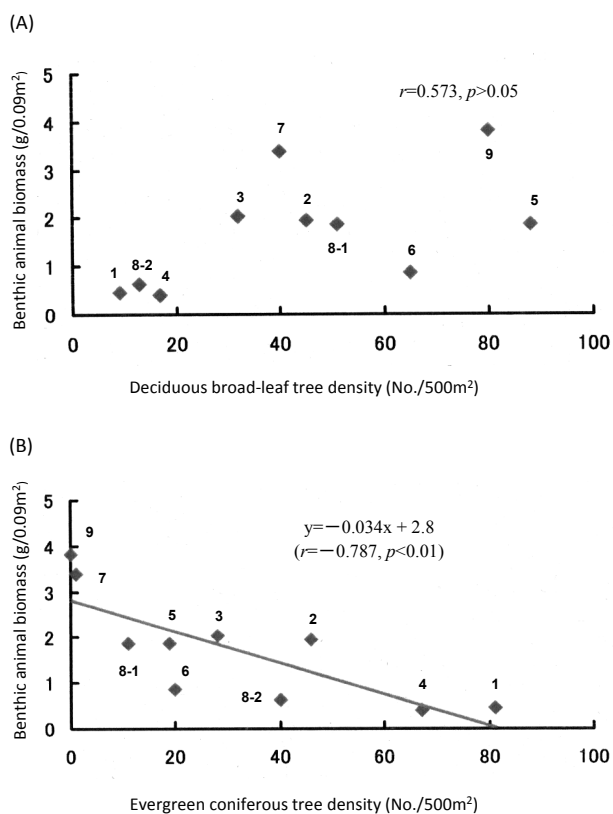 (A)
Benthic animal biomass (g/0.09m²)
5
4
3
2
1
0
r=0.573, p>0.05
1
8-2
4
3
7
2
8-1
6
9
5
0 20 40 60 80 100
Deciduous broad-leaf tree density (No./500m²)
(B)
Benthic animal biomass (g/0.09m²)
5
4
3
2
1
0
y=−0.034x + 2.8
(r=−0.787, p<0.01)
9
7
8-1
5
6
3
8-2
2
4
1
0 20 40 60 80 100
Evergreen coniferous tree density (No./500m²)